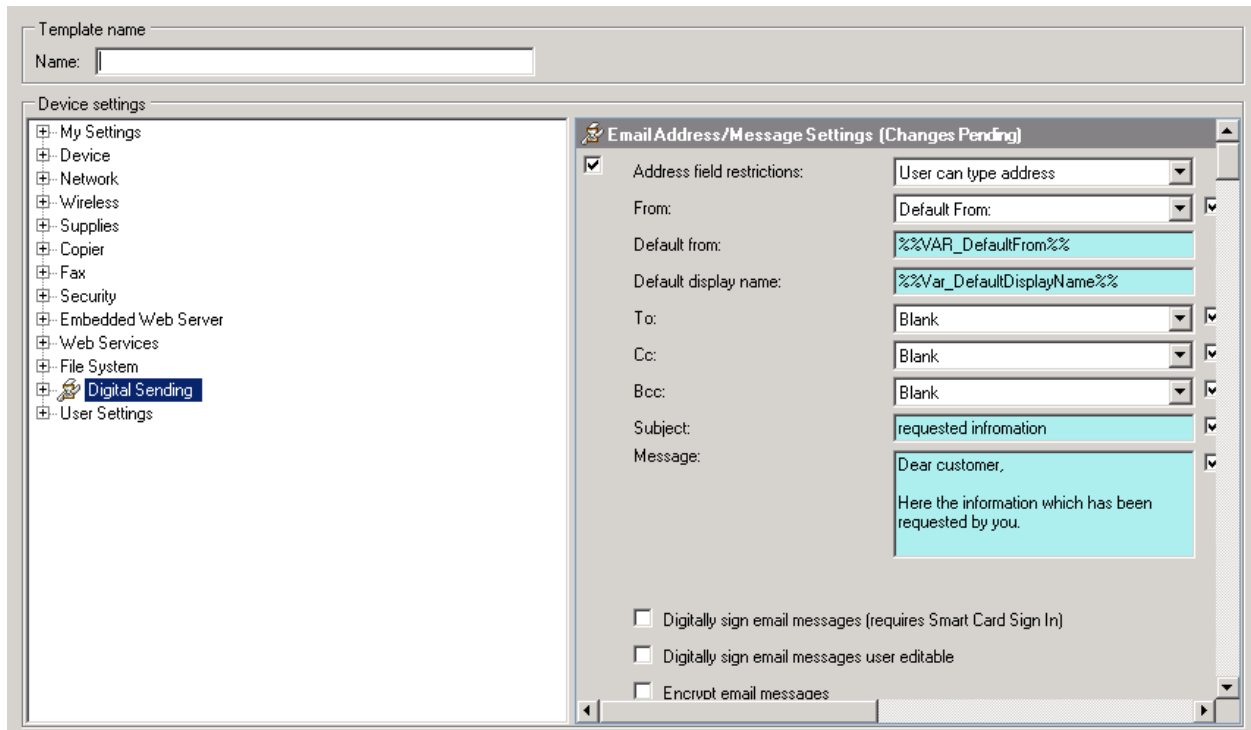 Template name
Name:
Device settings
My Settings
Device
Network
Wireless
Supplies
Copier
Fax
Security
Embedded Web Server
Web Services
File System
Digital Sending
User Settings
Email Address/Message Settings (Changes Pending)
Address field restrictions: User can type address
From: Default From:
Default from: %%VAR_DefaultFrom%%
Default display name: %%Var_DefaultDisplayName%%
To: Blank
Cc: Blank
Bcc: Blank
Subject: requested infromation
Message: Dear customer,
Here the information which has been
requested by you.
Digitally sign email messages (requires Smart Card Sign In)
Digitally sign email messages user editable
Encrypt email messages